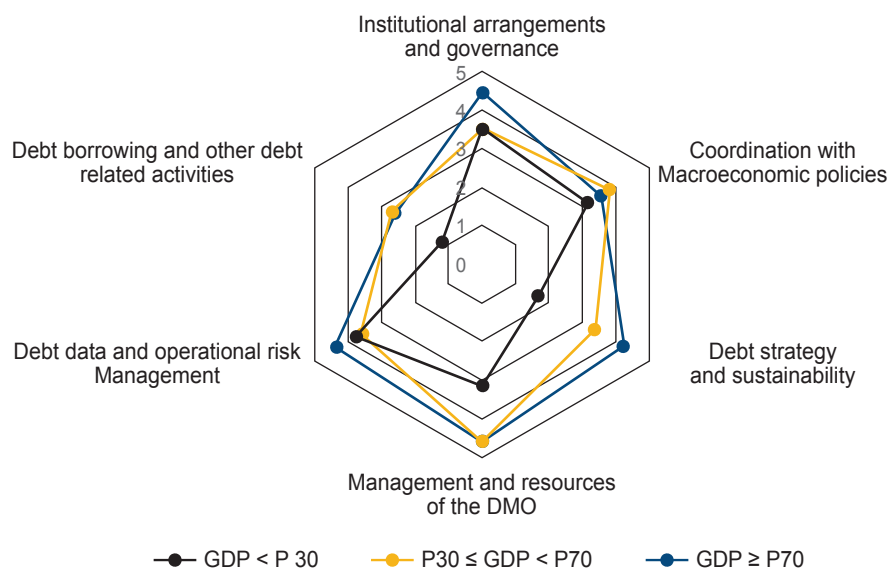 Institutional arrangements
and governance
5
4
3
2
1
0
Debt borrowing and other debt
related activities
Coordination with
Macroeconomic policies
Debt data and operational risk
Management
Debt strategy
and sustainability
Management and resources
of the DMO
GDP < P 30
P30 ≤ GDP < P70
GDP ≥ P70